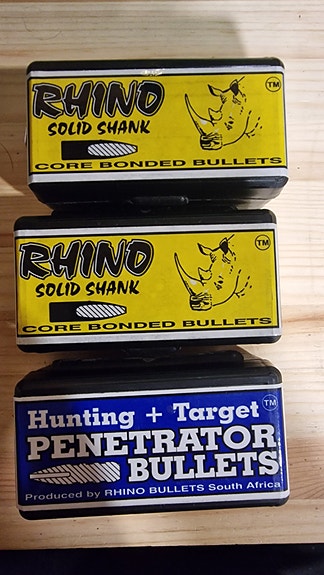 RHINO TM
SOLID SHANK
CORE BONDED BULLETS
RHINO TM
SOLID SHANK
CORE BONDED BULLETS
Hunting + Target TM
PENETRATOR
BULLETS
Produced by RHINO BULLETS South Africa